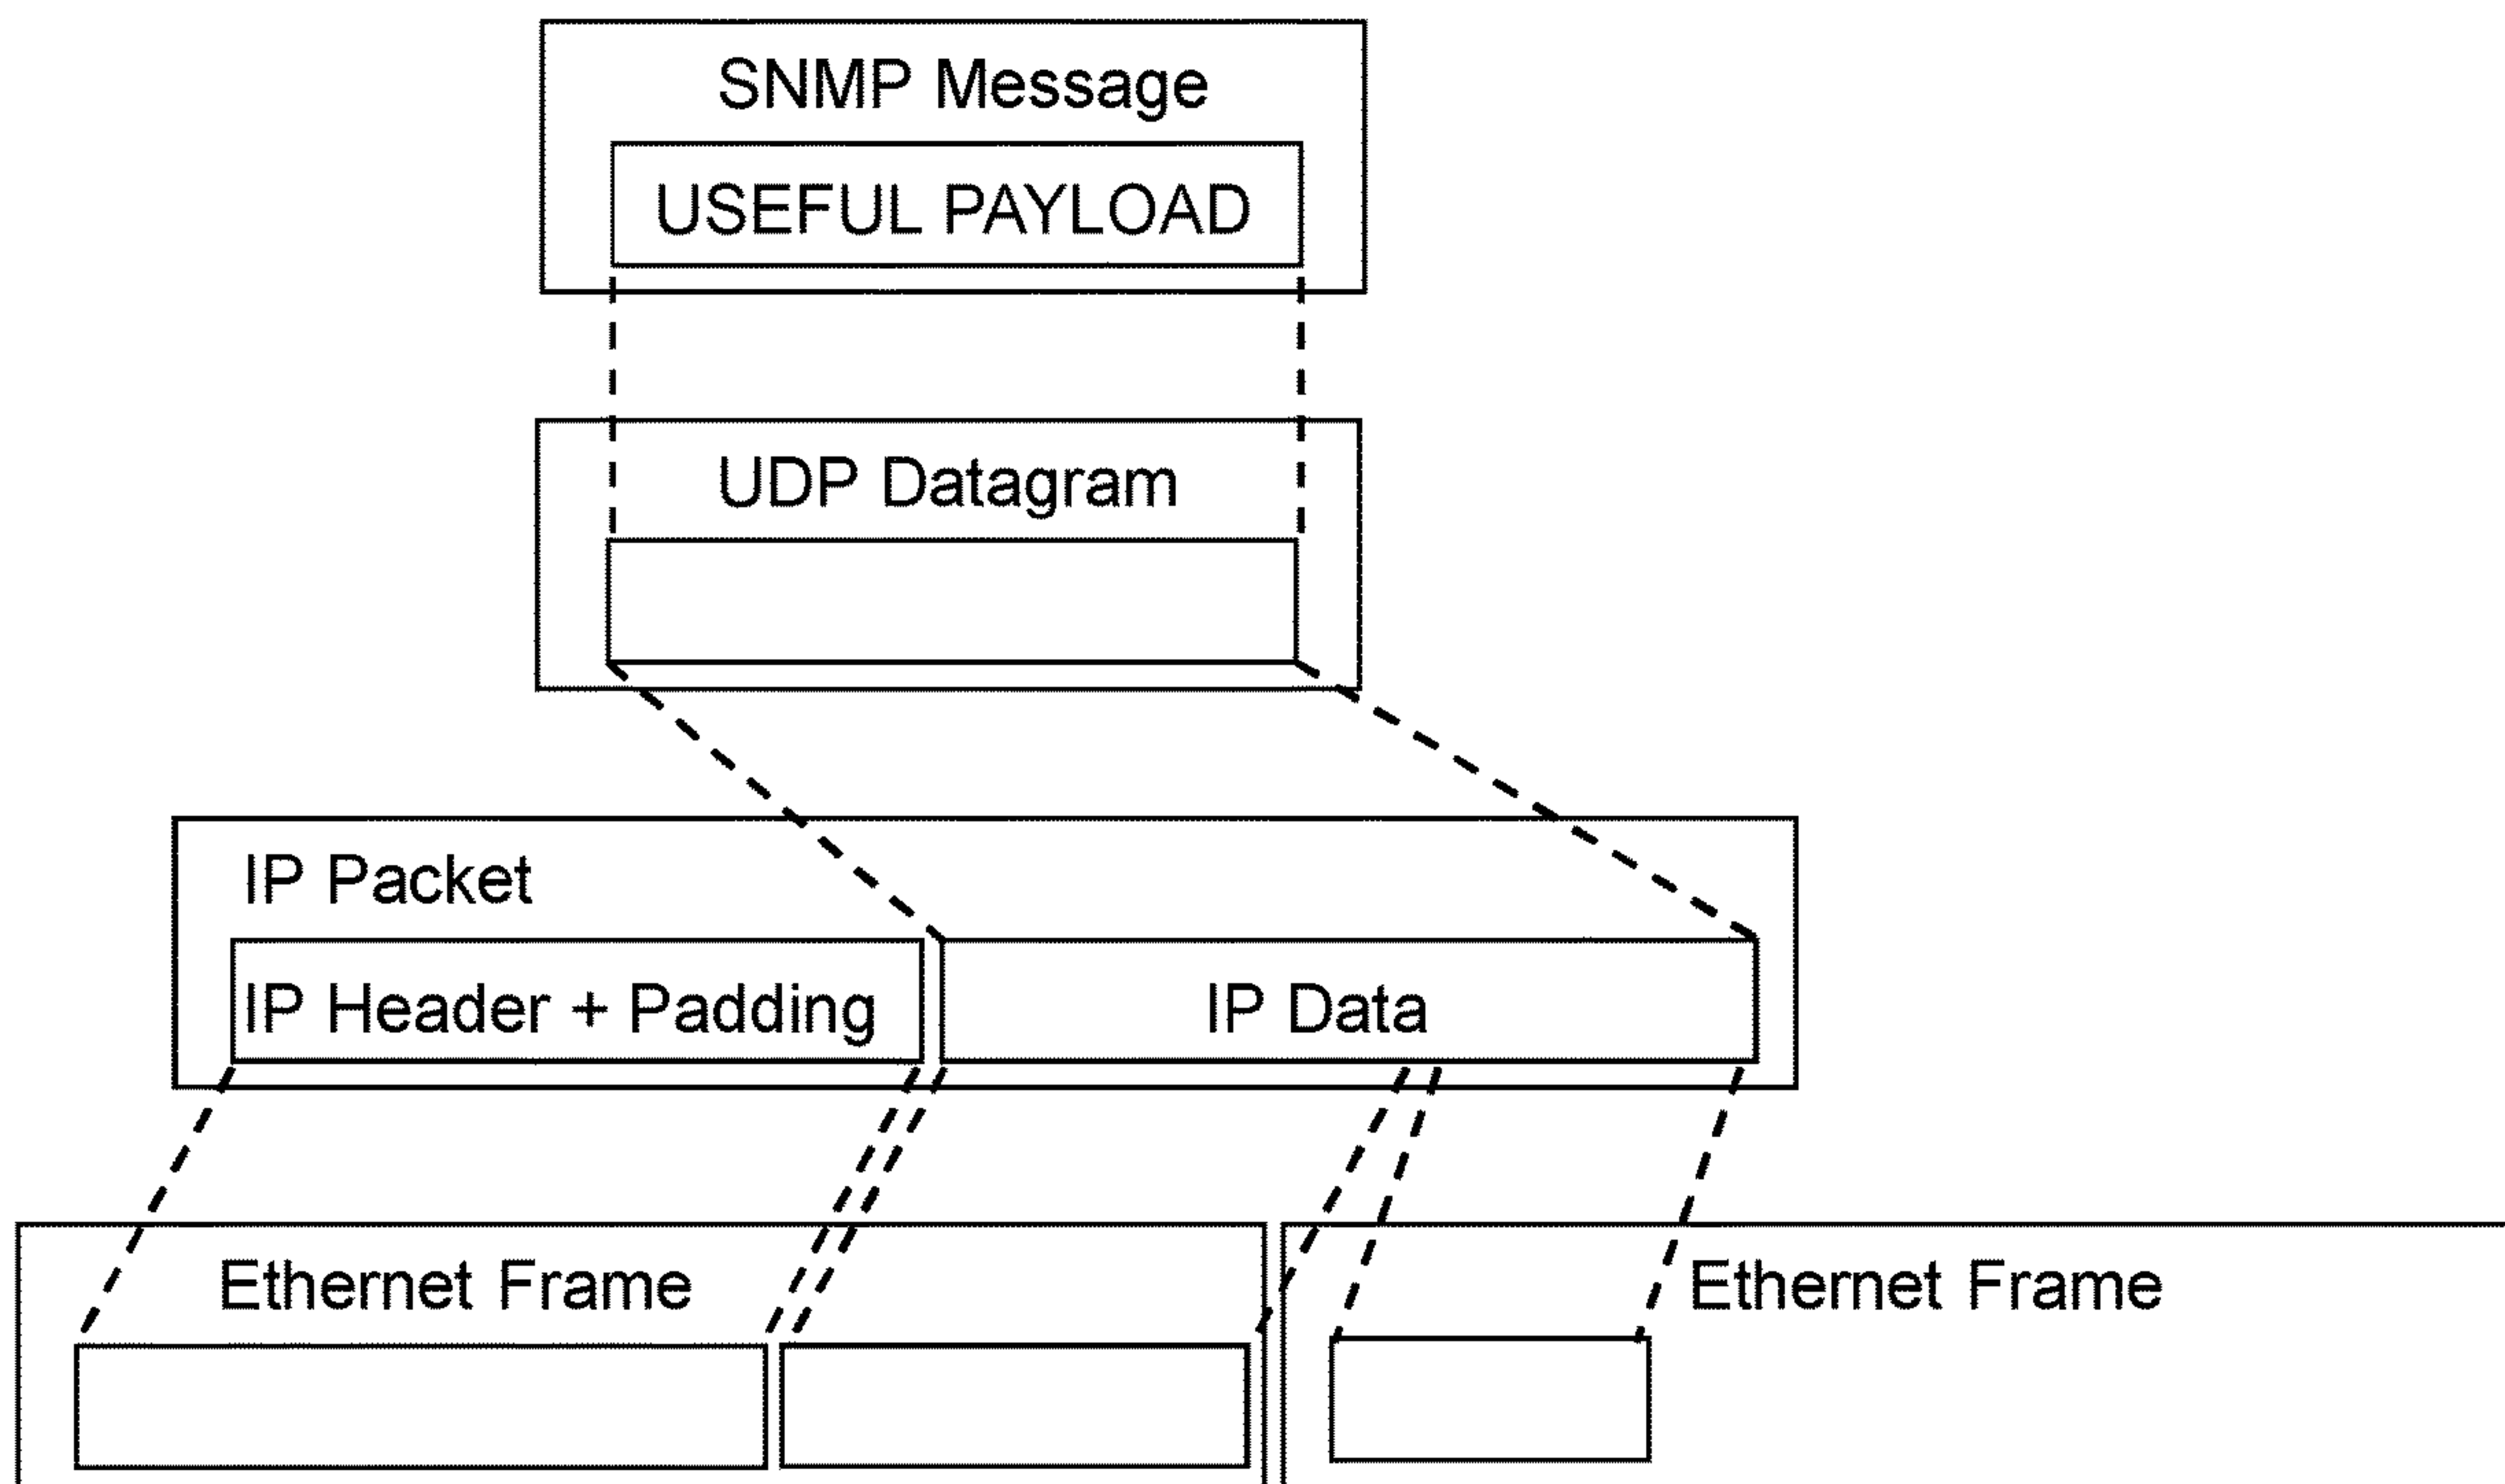 SNMP Message
USEFUL PAYLOAD
UDP Datagram
IP Packet
IP Header + Padding
IP Data
Ethernet Frame
Ethernet Frame